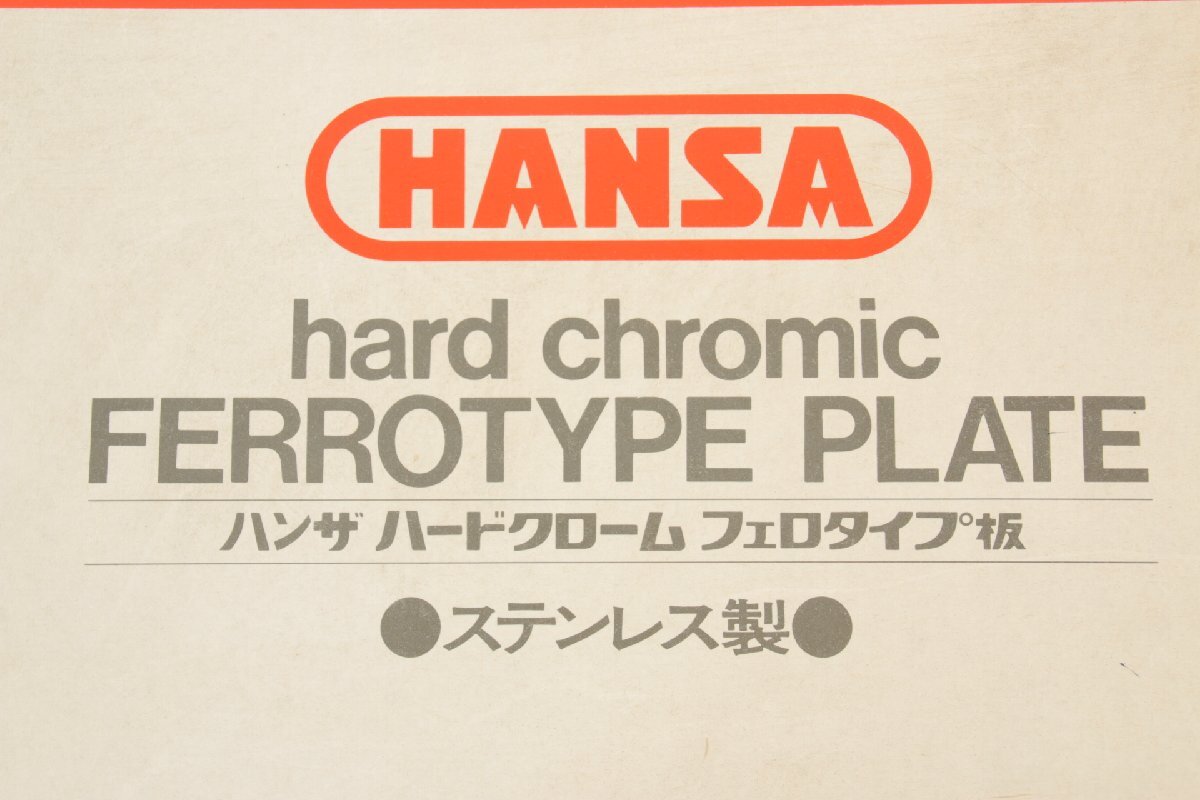 HANSA
hard chromic
FERROTYPE PLATE
ハンザ ハードクローム フェロタイプ板
●ステンレス製●